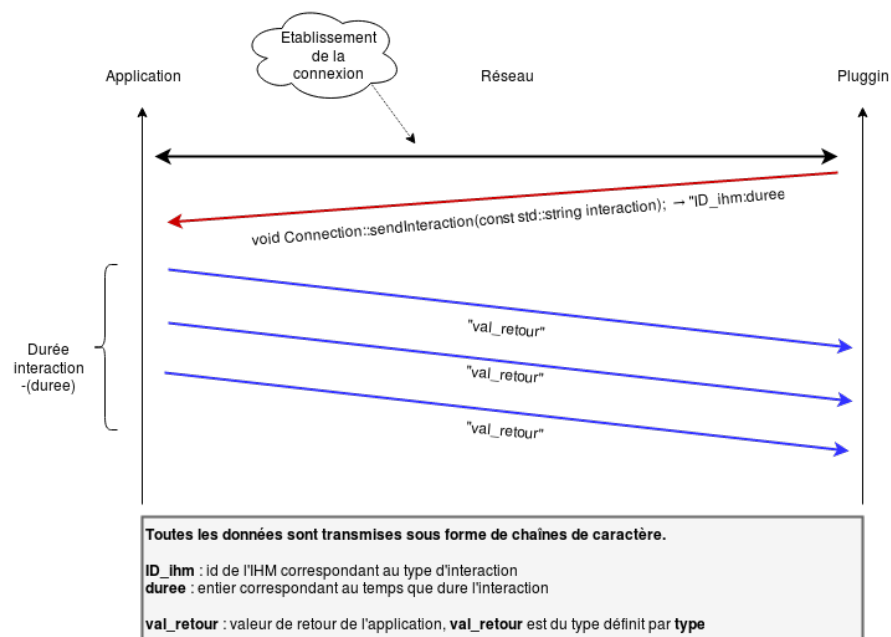 Etablissement
de la
connexion
Application
Réseau
Pluggin
void Connection::sendInteraction(const std::string interaction); → "ID_ihm:duree
"val_retour"
"val_retour"
"val_retour"
Durée
interaction
-(duree)
Toutes les données sont transmises sous forme de chaînes de caractère.
ID_ihm : id de l'IHM correspondant au type d'interaction
duree : entier correspondant au temps que dure l'interaction
val_retour : valeur de retour de l'application, val_retour est du type définit par type